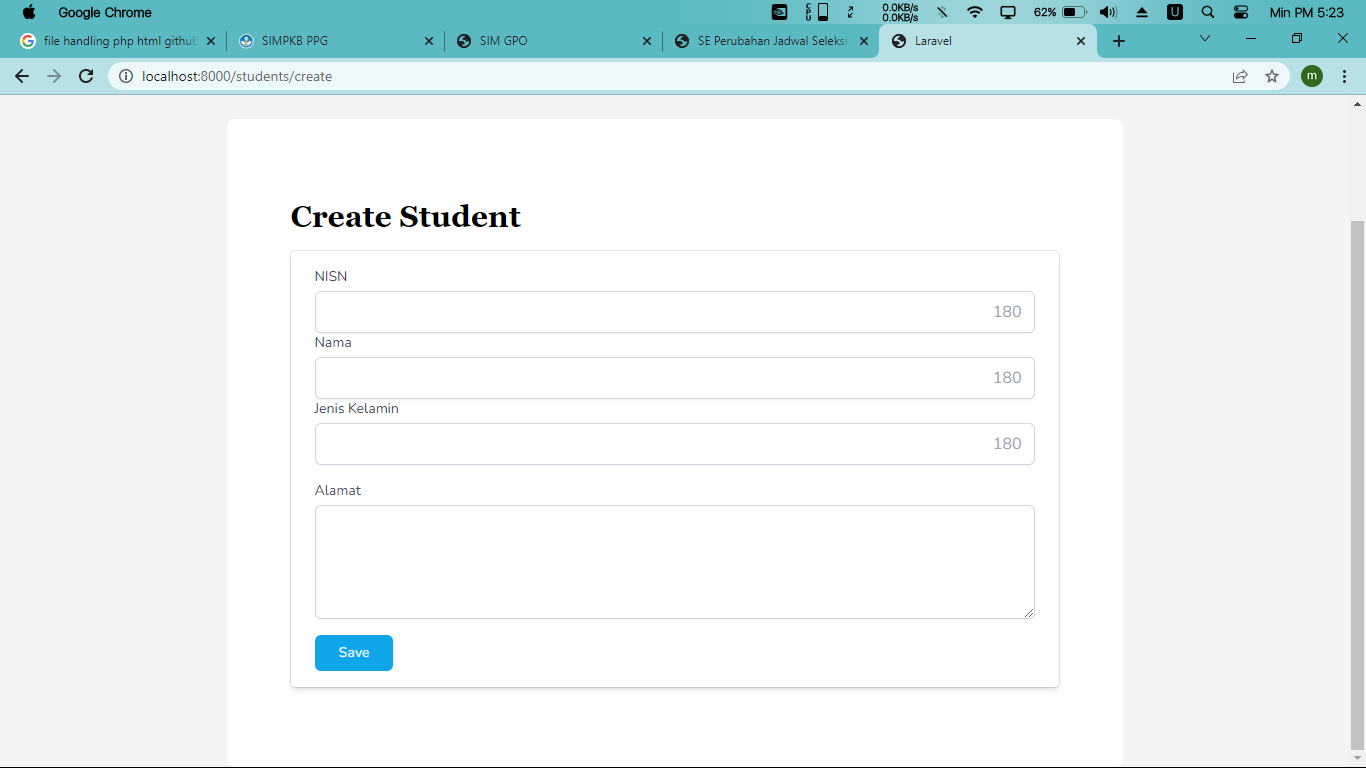 Google Chrome
CPU
0.0KB/s
0.0KB/s
62%
U
Min PM 5:23
file handling php html github
SIMPKB PPG
SIM GPO
SE Perubahan Jadwal Seleksi
Laravel
localhost:8000/students/create
m
Create Student
NISN
180
Nama
180
Jenis Kelamin
180
Alamat
Save